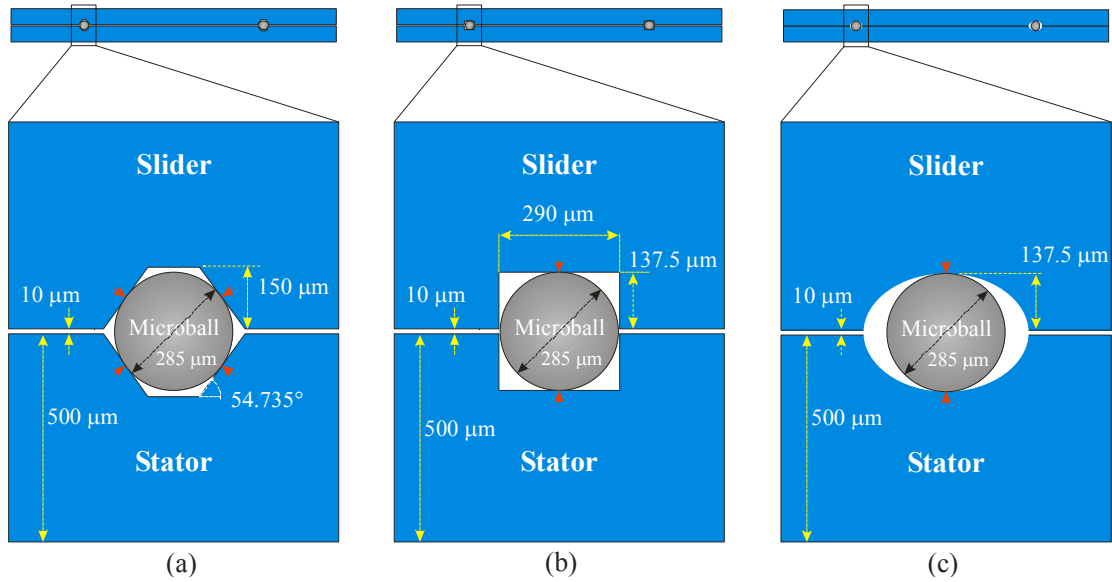 Slider
10 µm
150 µm
Microball
285 µm
54.735°
500 µm
Stator
(a)
Slider
290 µm
137.5 µm
10 µm
Microball
285 µm
500 µm
Stator
(b)
Slider
137.5 µm
10 µm
Microball
285 µm
500 µm
Stator
(c)